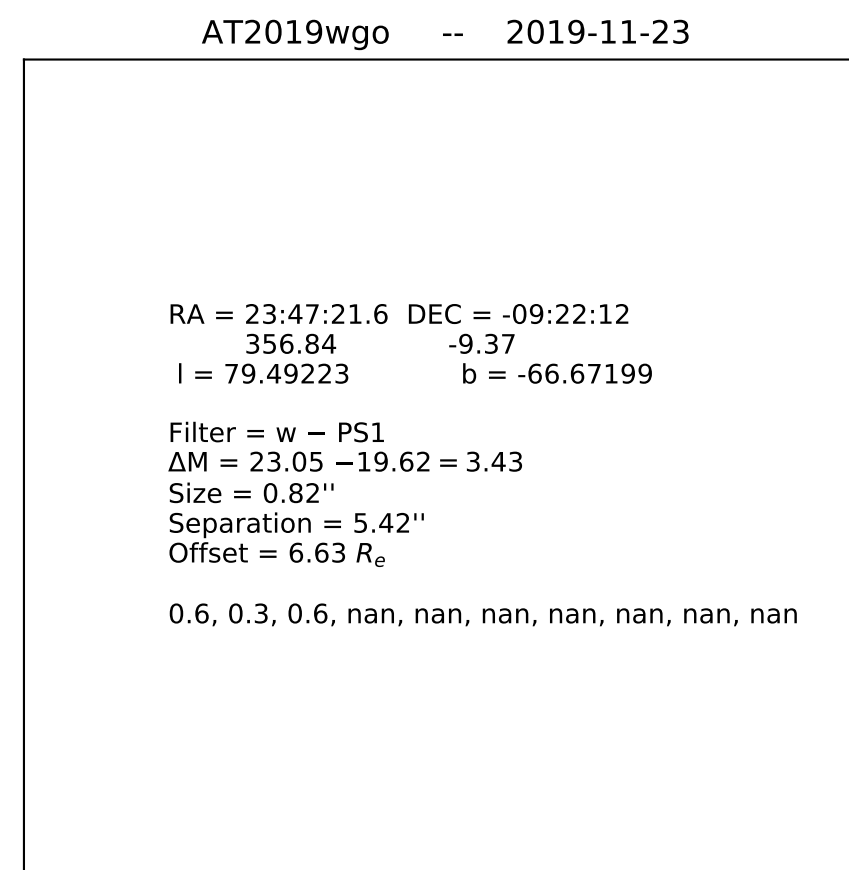 AT2019wgo -- 2019-11-23
RA = 23:47:21.6 DEC = -09:22:12
356.84 -9.37
l = 79.49223 b = -66.67199
Filter = w − PS1
ΔM = 23.05 −19.62 = 3.43
Size = 0.82''
Separation = 5.42''
Offset = 6.63 Re
0.6, 0.3, 0.6, nan, nan, nan, nan, nan, nan, nan